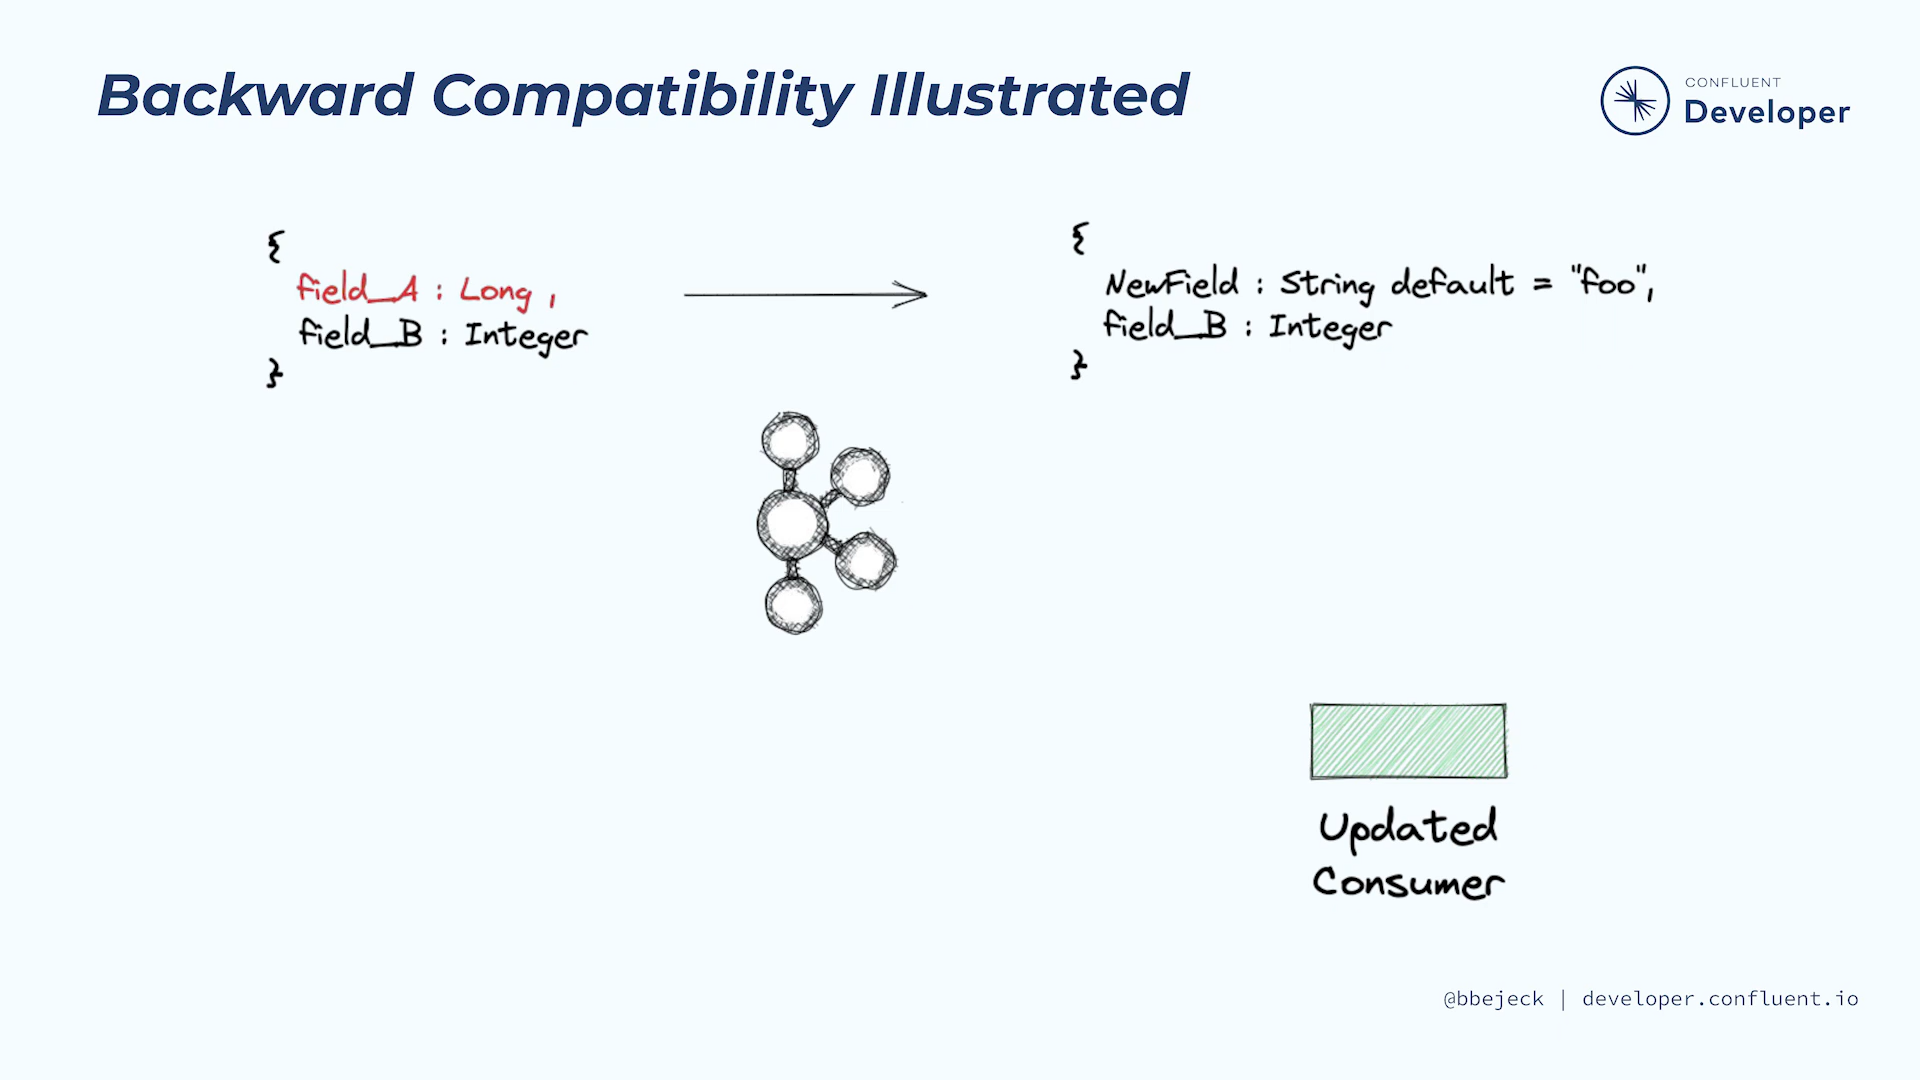 Backward Compatibility Illustrated
CONFLUENT
Developer
{
field_A : Long ,
field_B : Integer
}
{
NewField : String default = "foo",
field_B : Integer
}
Updated
Consumer
@bbejeck | developer.confluent.io